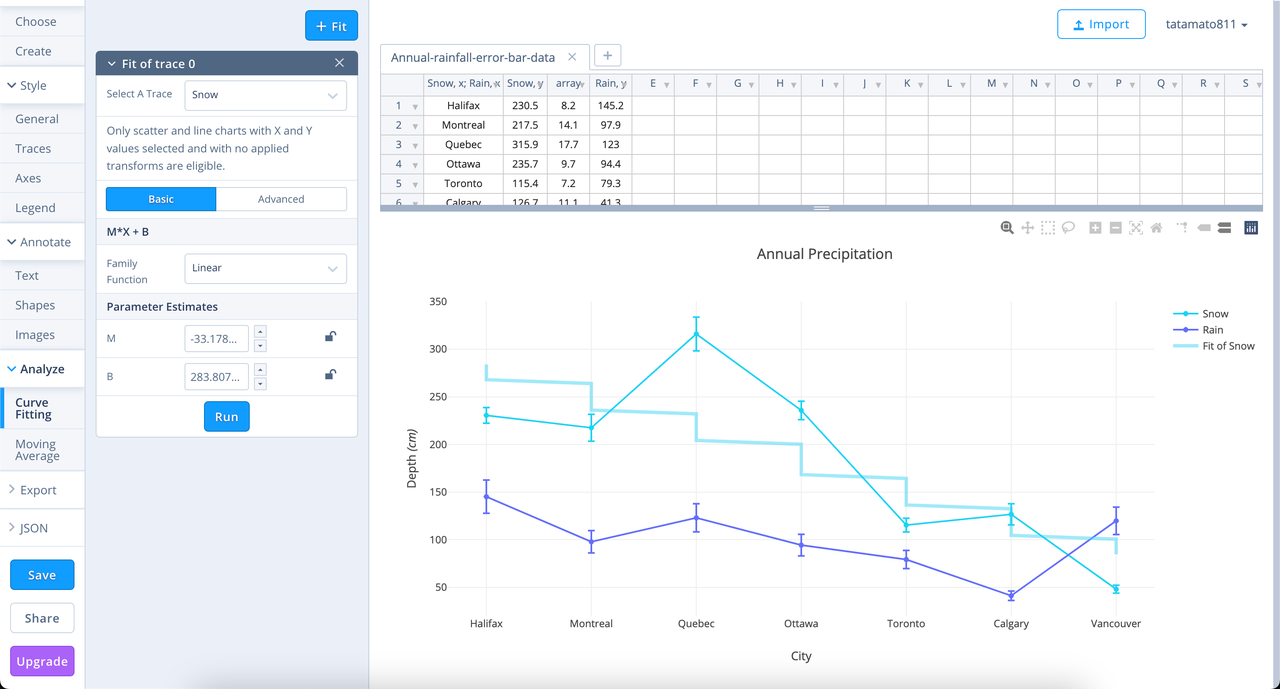 Choose
Create
Style
General
Traces
Axes
Legend
Annotate
Text
Shapes
Images
Analyze
Curve
Fitting
Moving
Average
Export
JSON
Save
Share
Upgrade
+ Fit
Fit of trace 0
Select A Trace
Snow
Only scatter and line charts with X and Y
values selected and with no applied
transforms are eligible.
Basic Advanced
M*X + B
Family
Function
Linear
Parameter Estimates
M -33.178...
B 283.807...
Run
Import
tatamato811
Annual-rainfall-error-bar-data
Snow, x; Rain, x Snow, y array Rain, y E F G H I J K L M N O P Q R S
1 Halifax 230.5 8.2 145.2
2 Montreal 217.5 14.1 97.9
3 Quebec 315.9 17.7 123
4 Ottawa 235.7 9.7 94.4
5 Toronto 115.4 7.2 79.3
6 Calgary 126.7 11.1 41.3
Annual Precipitation
Snow
Rain
Fit of Snow
350
300
250
200
150
100
50
Depth (cm)
Halifax Montreal Quebec Ottawa Toronto Calgary Vancouver
City